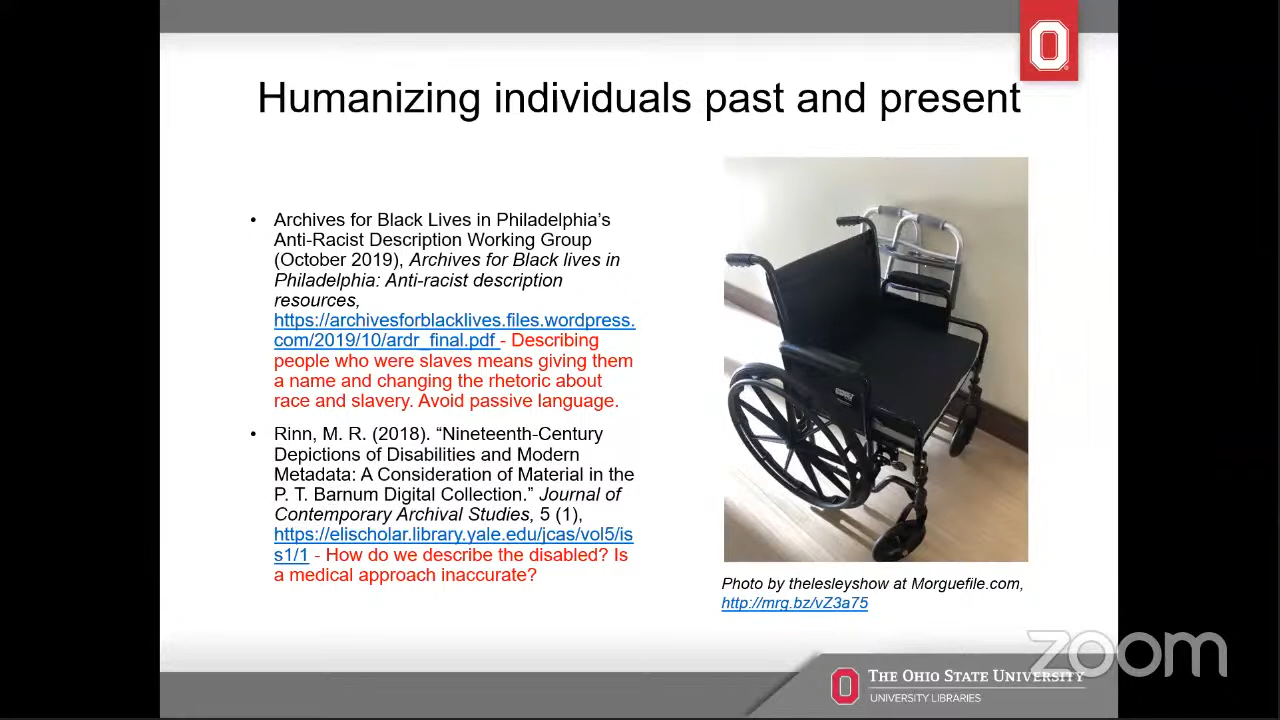 Humanizing individuals past and present
• Archives for Black Lives in Philadelphia’s
Anti-Racist Description Working Group
(October 2019), Archives for Black lives in
Philadelphia: Anti-racist description
resources,
https://archivesforblacklives.files.wordpress.
com/2019/10/ardr_final.pdf - Describing
people who were slaves means giving them
a name and changing the rhetoric about
race and slavery. Avoid passive language.
• Rinn, M. R. (2018). “Nineteenth-Century
Depictions of Disabilities and Modern
Metadata: A Consideration of Material in the
P. T. Barnum Digital Collection.” Journal of
Contemporary Archival Studies, 5 (1),
https://elischolar.library.yale.edu/jcas/vol5/is
s1/1 - How do we describe the disabled? Is
a medical approach inaccurate?
Photo by thelesleyshow at Morguefile.com,
http://mrg.bz/vZ3a75
zoom
THE OHIO STATE UNIVERSITY
UNIVERSITY LIBRARIES